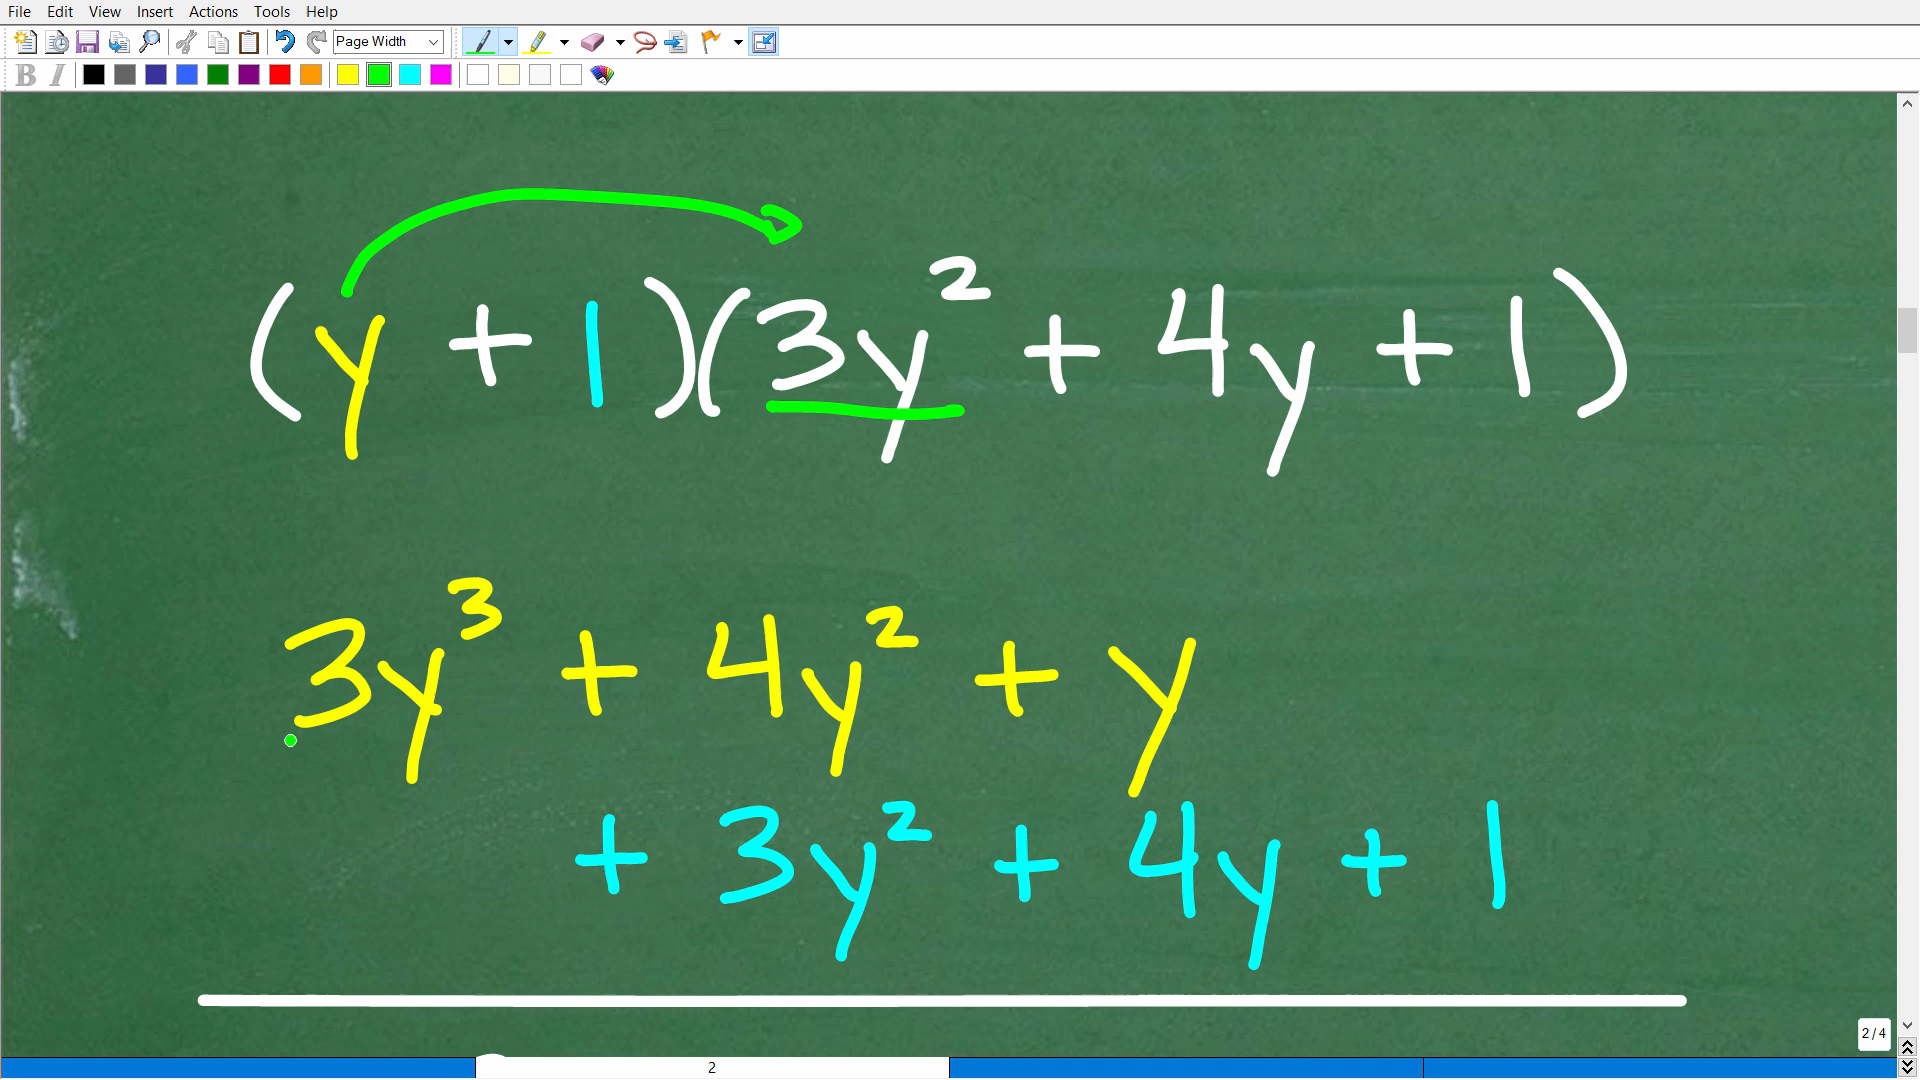 File Edit View Insert Actions Tools Help
Page Width
B I
(y + 1)(3y² + 4y + 1)
3y³ + 4y² + y
+ 3y² + 4y + 1
2 / 4
2